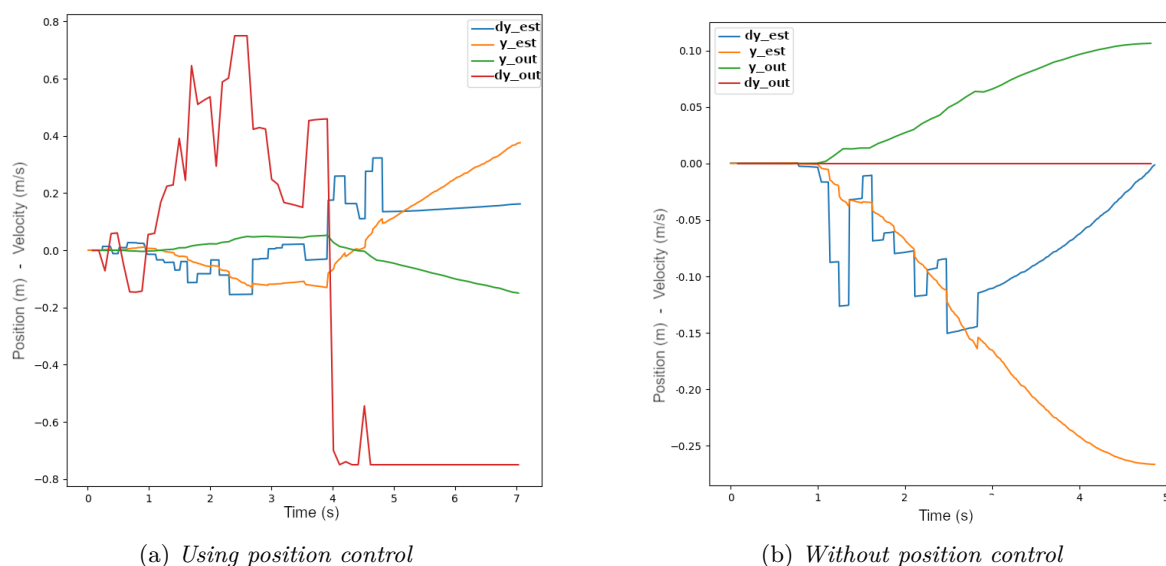 dy_est
y_est
y_out
dy_out
0.8
0.6
0.4
0.2
0.0
−0.2
−0.4
−0.6
−0.8
Position (m) - Velocity (m/s)
0 1 2 3 4 5 6 7
Time (s)
(a) Using position control
dy_est
y_est
y_out
dy_out
0.10
0.05
0.00
−0.05
−0.10
−0.15
−0.20
−0.25
Position (m) - Velocity (m/s)
0 1 2 3 4 5
Time (s)
(b) Without position control